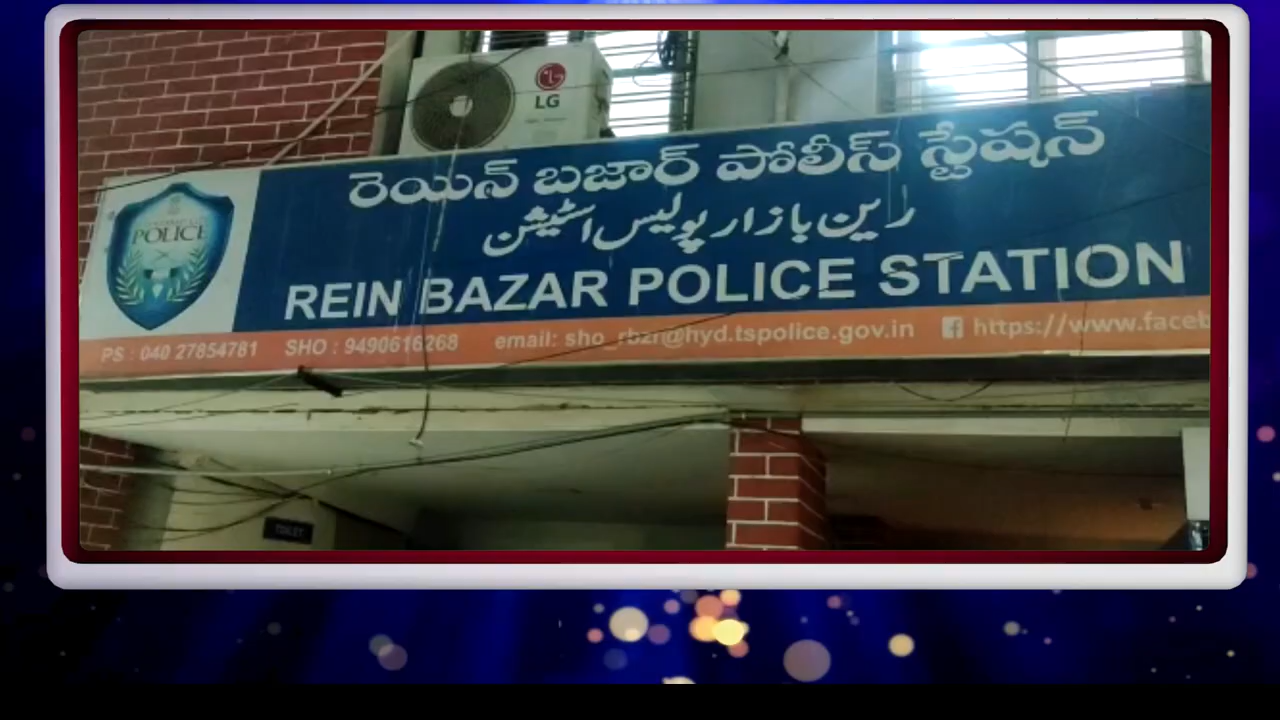 LG
రెయిన్ బజార్ పోలీస్ స్టేషన్
رین بازار پولیس اسٹیشن
POLICE
REIN BAZAR POLICE STATION
PS : 040 27854781 SHO : 9490616268 email: sho_rbzr@hyd.tspolice.gov.in https://www.faceb
TOILET